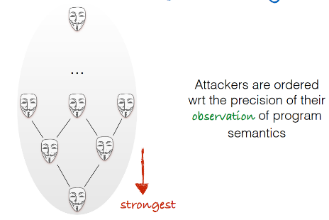 ...
Attackers are ordered
wrt the precision of their
observation of program
semantics
strongest